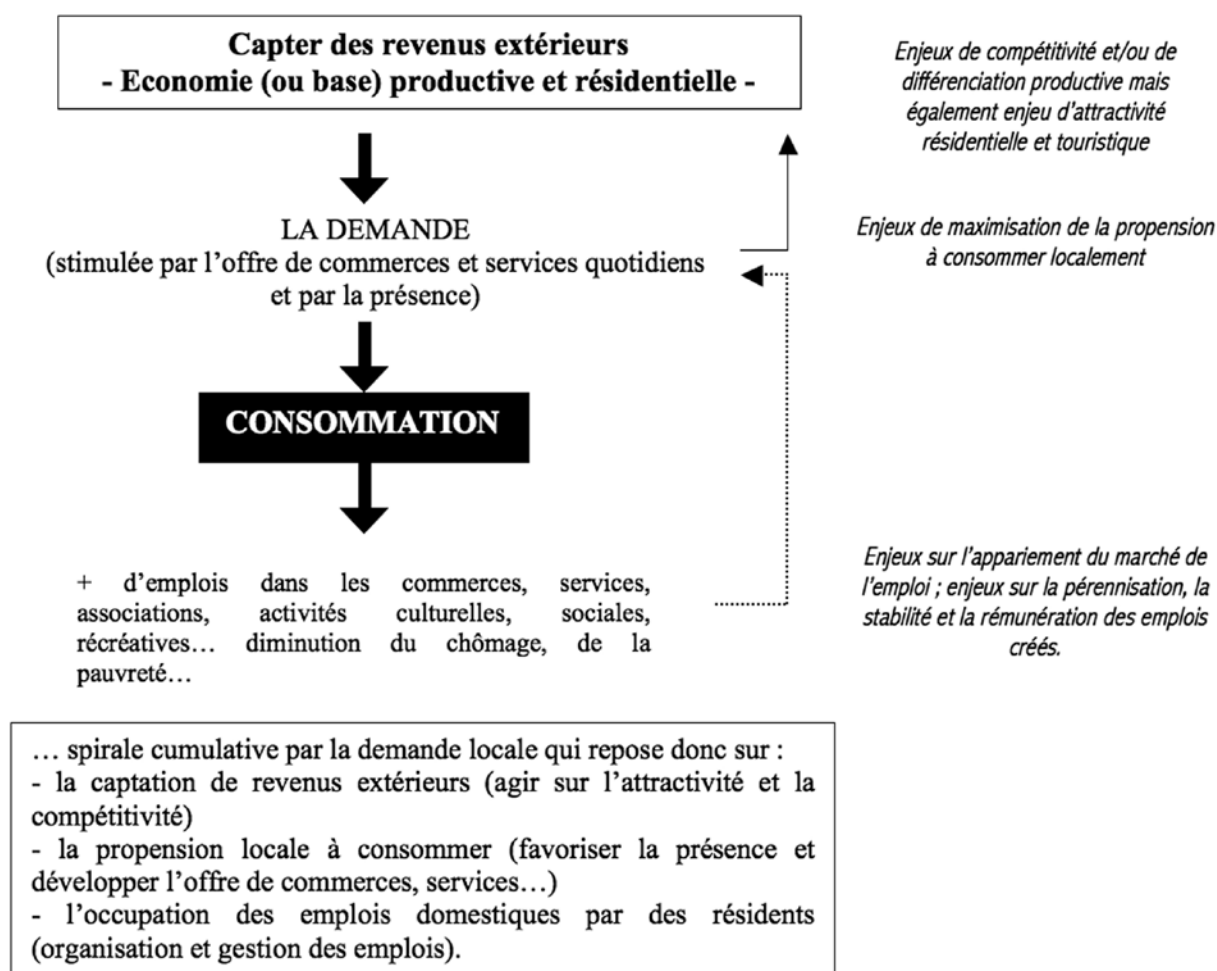 Capter des revenus extérieurs
- Economie (ou base) productive et résidentielle -
Enjeux de compétitivité et/ou de
différenciation productive mais
également enjeu d'attractivité
résidentielle et touristique
LA DEMANDE
(stimulée par l'offre de commerces et services quotidiens
et par la présence)
Enjeux de maximisation de la propension
à consommer localement
CONSOMMATION
+ d'emplois dans les commerces, services,
associations, activités culturelles, sociales,
récréatives… diminution du chômage, de la
pauvreté…
Enjeux sur l'appariement du marché de
l'emploi ; enjeux sur la pérennisation, la
stabilité et la rémunération des emplois
créés.
… spirale cumulative par la demande locale qui repose donc sur :
- la captation de revenus extérieurs (agir sur l'attractivité et la
compétitivité)
- la propension locale à consommer (favoriser la présence et
développer l'offre de commerces, services…)
- l'occupation des emplois domestiques par des résidents
(organisation et gestion des emplois).